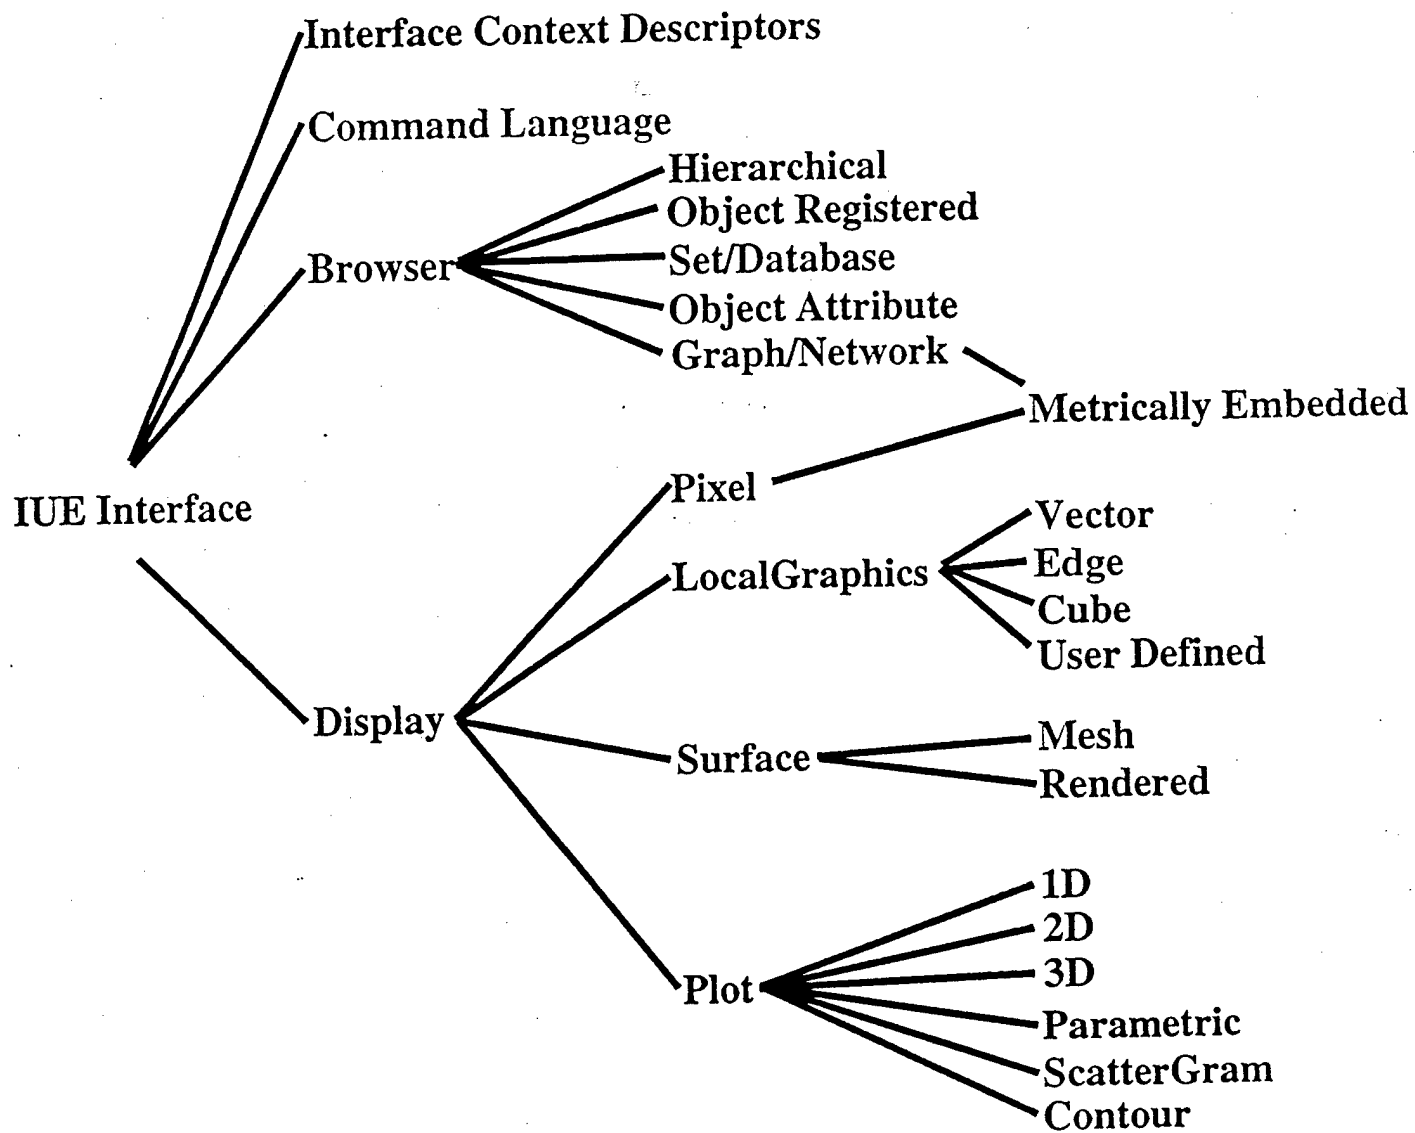 Interface Context Descriptors
Command Language
Browser
Hierarchical
Object Registered
Set/Database
Object Attribute
Graph/Network
Metrically Embedded
IUE Interface
Display
Pixel
LocalGraphics
Vector
Edge
Cube
User Defined
Surface
Mesh
Rendered
Plot
1D
2D
3D
Parametric
ScatterGram
Contour